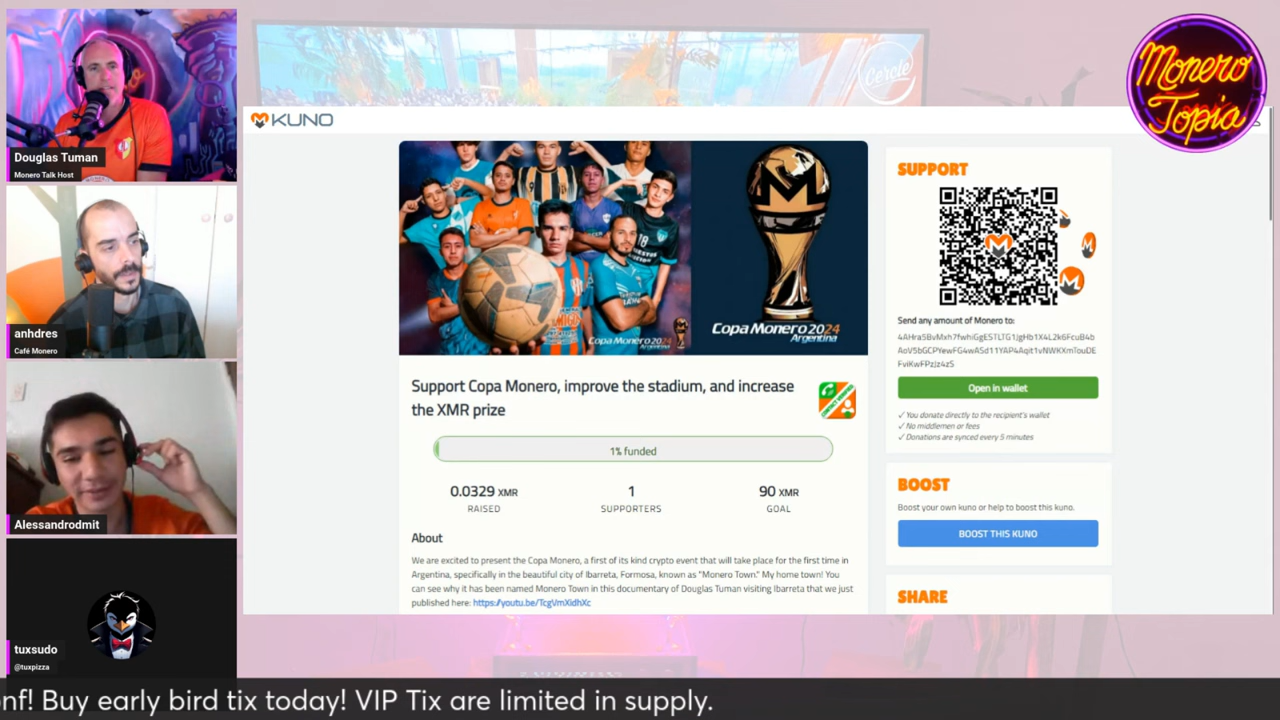 Douglas Tuman
Monero Talk Host
anhdres
Café Monero
Alessandrodmit
tuxsudo
@tuxpizza
Cercle
Monero
Topia
KUNO
Copa Monero 2024
Argentina
Copa Monero 2024
Argentina
Support Copa Monero, improve the stadium, and increase
the XMR prize
1% funded
0.0329 XMR
RAISED
1
SUPPORTERS
90 XMR
GOAL
About
We are excited to present the Copa Monero, a first of its kind crypto event that will take place for the first time in
Argentina, specifically in the beautiful city of Ibarreta, Formosa, known as "Monero Town." My home town! You
can see why it has been named Monero Town in this documentary of Douglas Tuman visiting Ibarreta that we just
published here: https://youtu.be/TcgVmXidhXc
SUPPORT
Send any amount of Monero to:
Open in wallet
✓ You donate directly to the recipient's wallet
✓ No middlemen or fees
✓ Donations are synced every 5 minutes
BOOST
Boost your own kuno or help to boost this kuno.
BOOST THIS KUNO
SHARE
nf! Buy early bird tix today! VIP Tix are limited in supply.